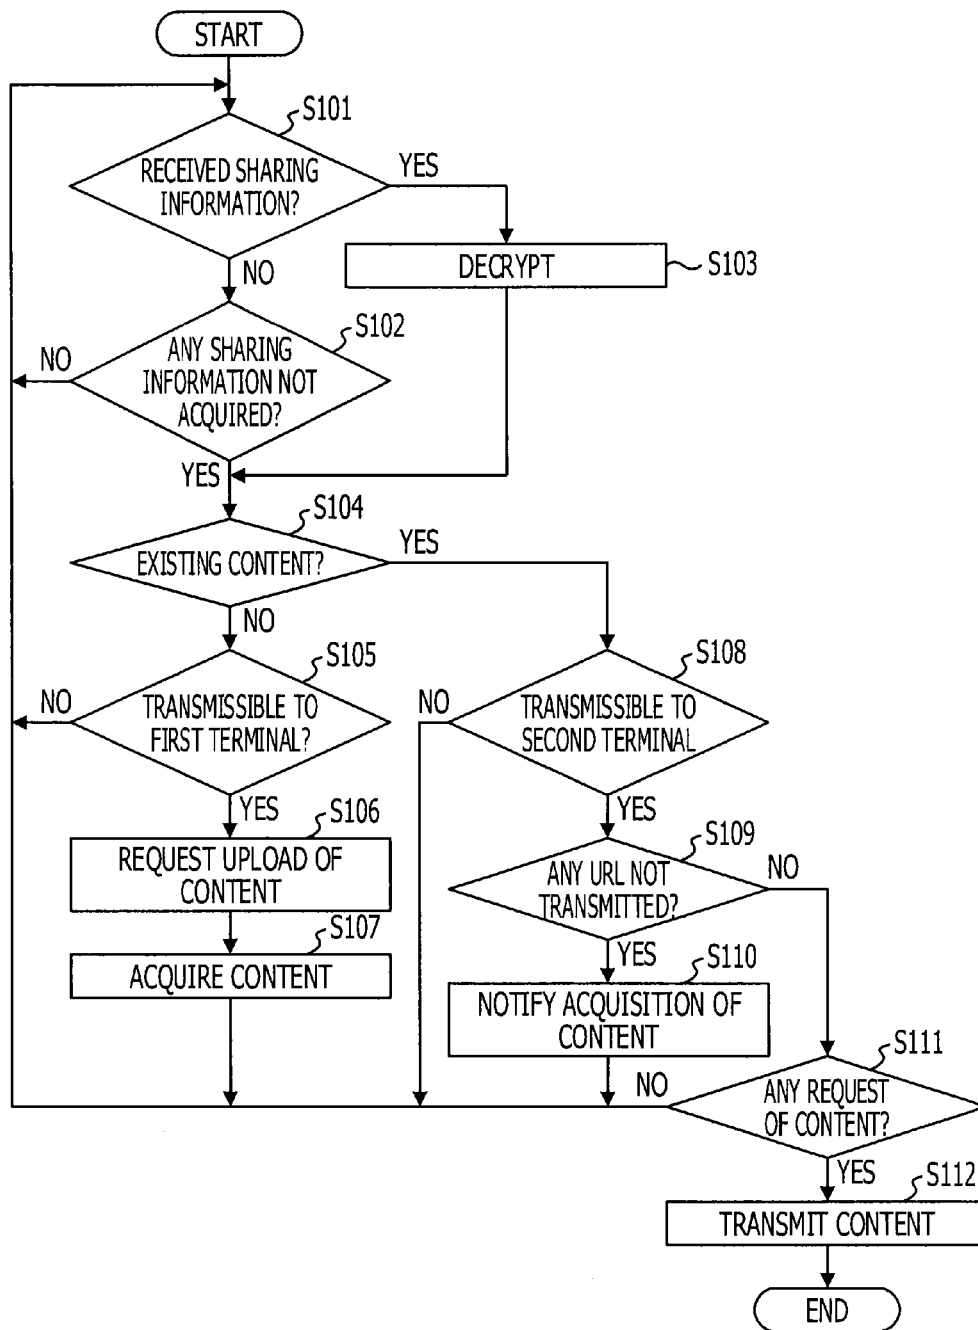 START
S101
RECEIVED SHARING
INFORMATION?
YES
NO
DECRYPT
S103
S102
ANY SHARING
INFORMATION NOT
ACQUIRED?
NO
YES
S104
EXISTING CONTENT?
YES
NO
S105
TRANSMISSIBLE TO
FIRST TERMINAL?
NO
YES
S108
TRANSMISSIBLE TO
SECOND TERMINAL
NO
YES
S106
REQUEST UPLOAD OF
CONTENT
S109
ANY URL NOT
TRANSMITTED?
NO
YES
S107
ACQUIRE CONTENT
S110
NOTIFY ACQUISITION OF
CONTENT
S111
ANY REQUEST
OF CONTENT?
NO
YES
S112
TRANSMIT CONTENT
END